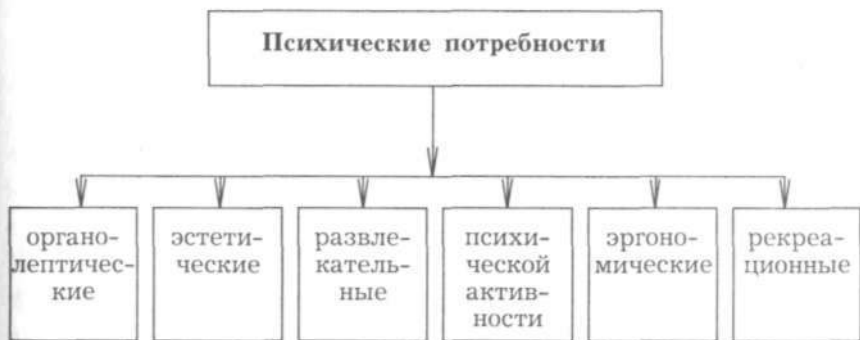 Психические потребности
органо-
лептичес-
кие
эстети-
ческие
развле-
катель-
ные
психи-
ческой
актив-
ности
эргоно-
мические
рекреа-
ционные